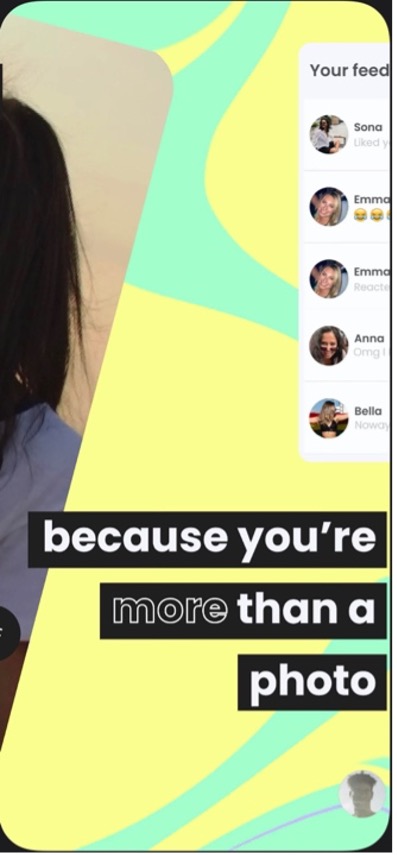 Your feed
Sona
Liked
Emma
😂😂
Emma
Reacte
Anna
Omg I
Bella
Noway
because you’re
more than a
photo